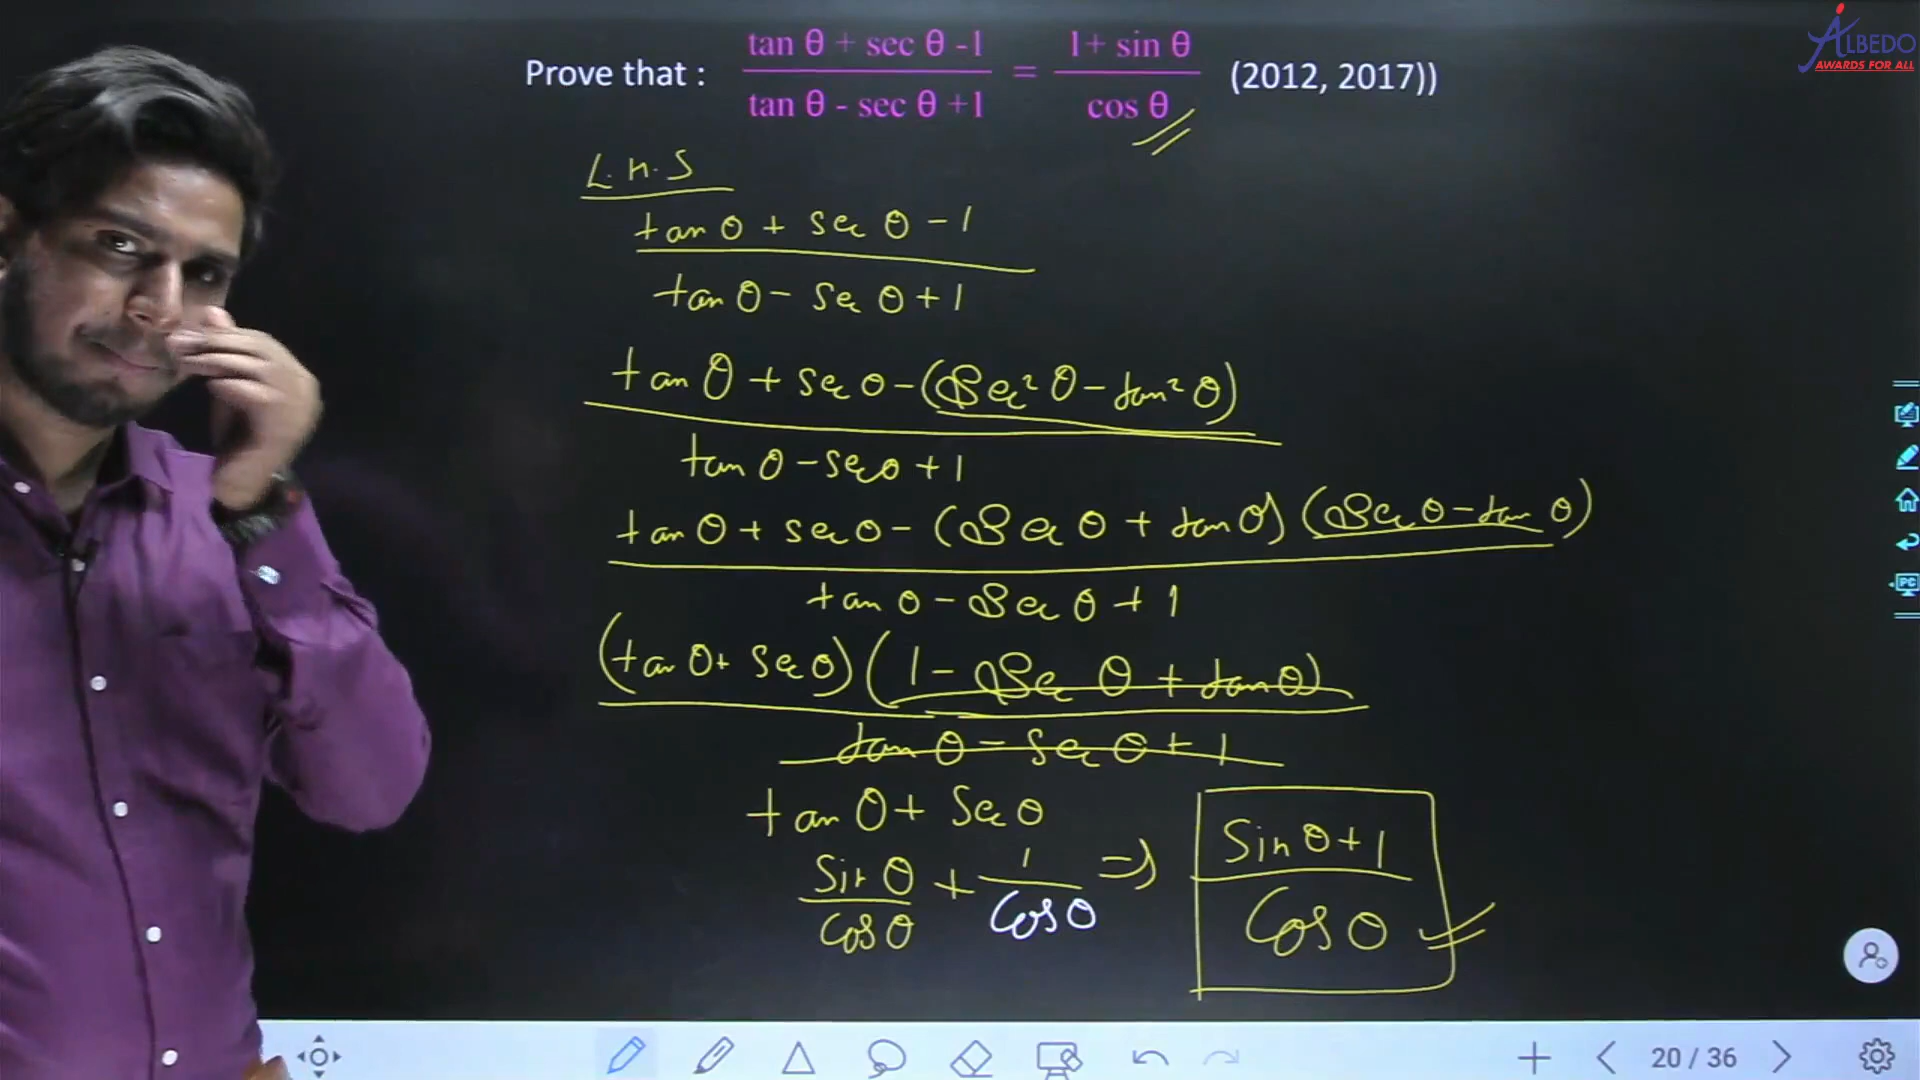 Prove that : tan θ + sec θ -1 / tan θ - sec θ +1 = 1+ sin θ / cos θ (2012, 2017))
ALBEDO
AWARDS FOR ALL
L.H.S
tan θ + sec θ - 1
tan θ - sec θ + 1
tan θ + sec θ - (sec² θ - tan² θ)
tan θ - sec θ + 1
tan θ + sec θ - (sec θ + tan θ) (sec θ - tan θ)
tan θ - sec θ + 1
(tan θ + sec θ) (1 - sec θ + tan θ)
tan θ - sec θ + 1
tan θ + sec θ
sin θ / cos θ + 1 / cos θ => sin θ + 1 / cos θ
PC
20 / 36